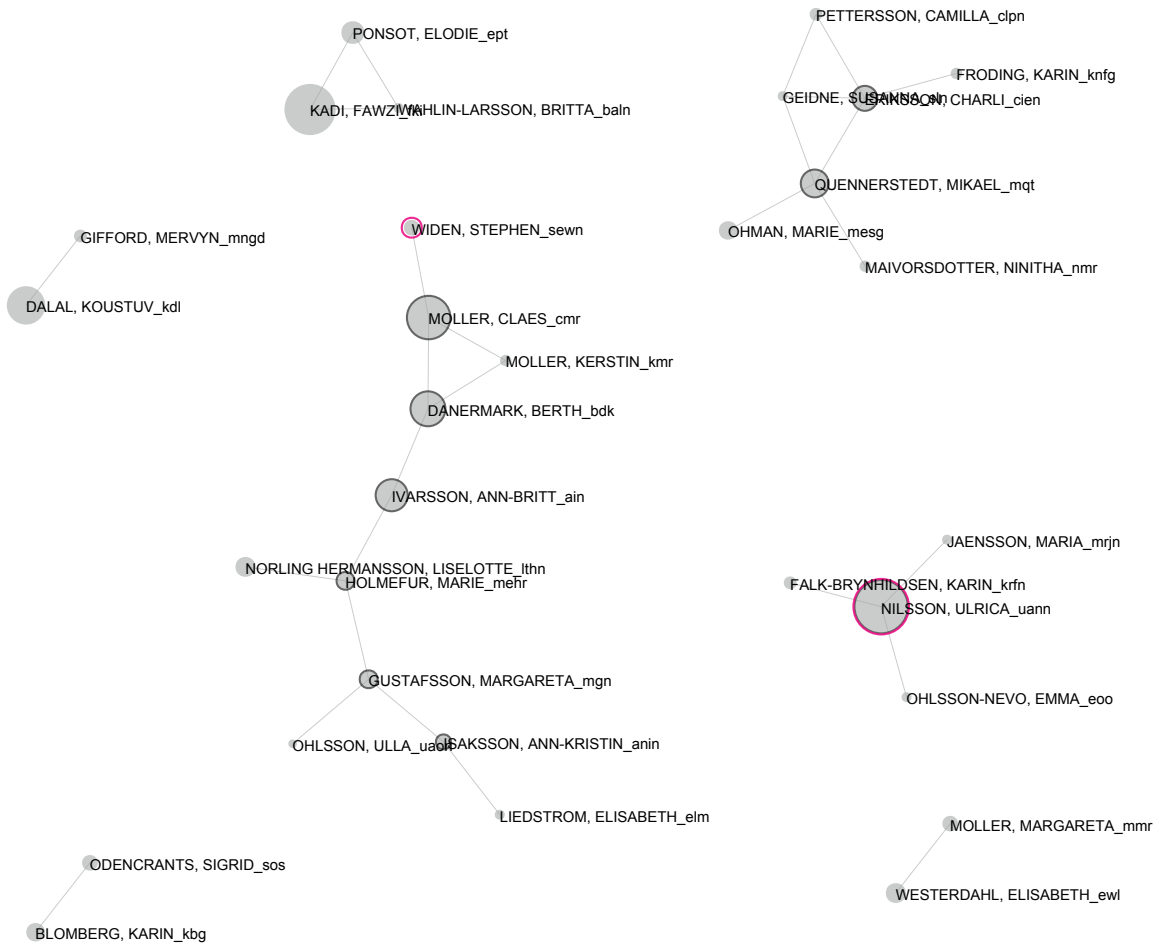 PETTERSSON, CAMILLA_clpn
PONSOT, ELODIE_ept
FRODING, KARIN_knfg
GEIDNE, SUSANNA_sln
ERIKSSON, CHARLI_cien
KADI, FAWZI_fki
WAHLIN-LARSSON, BRITTA_baln
QUENNERSTEDT, MIKAEL_mqt
WIDEN, STEPHEN_sewn
OHMAN, MARIE_mesg
GIFFORD, MERVYN_mngd
MAIVORSDOTTER, NINITHA_nmr
DALAL, KOUSTUV_kdl
MOLLER, CLAES_cmr
MOLLER, KERSTIN_kmr
DANERMARK, BERTH_bdk
IVARSSON, ANN-BRITT_ain
JAENSSON, MARIA_mrjn
NORLING HERMANSSON, LISELOTTE_lthn
HOLMEFUR, MARIE_mehr
FALK-BRYNHILDSEN, KARIN_krfn
NILSSON, ULRICA_uann
GUSTAFSSON, MARGARETA_mgn
OHLSSON-NEVO, EMMA_eoo
OHLSSON, ULLA_uaon
ISAKSSON, ANN-KRISTIN_anin
LIEDSTROM, ELISABETH_elm
MOLLER, MARGARETA_mmr
ODENCRANTS, SIGRID_sos
WESTERDAHL, ELISABETH_ewl
BLOMBERG, KARIN_kbg